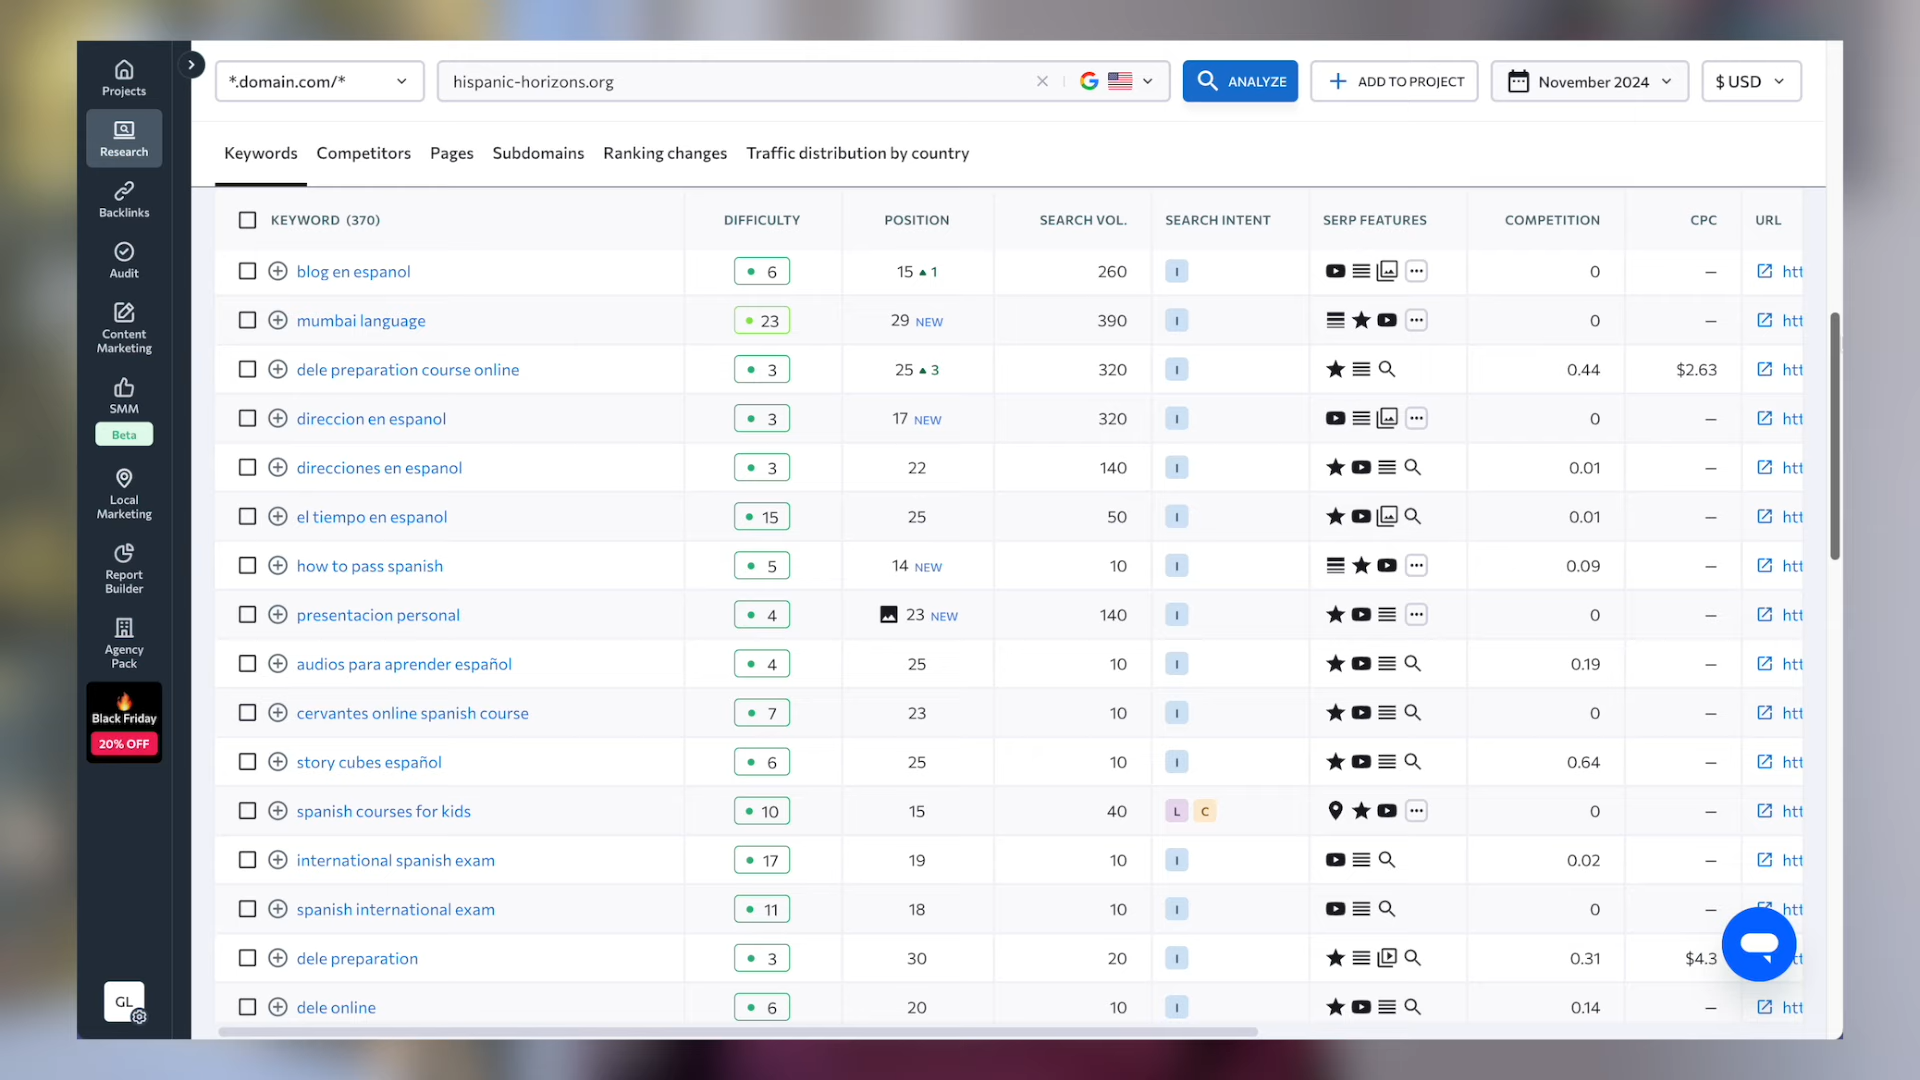 *.domain.com/*
hispanic-horizons.org
ANALYZE
ADD TO PROJECT
November 2024
$ USD
Projects
Research
Backlinks
Audit
Content
Marketing
SMM
Beta
Local
Marketing
Report
Builder
Agency
Pack
Black Friday
20% OFF
GL
Keywords Competitors Pages Subdomains Ranking changes Traffic distribution by country
KEYWORD (370) DIFFICULTY POSITION SEARCH VOL. SEARCH INTENT SERP FEATURES COMPETITION CPC URL
blog en espanol 6 15 1 260 I 0 – htt
mumbai language 23 29 NEW 390 I 0 – htt
dele preparation course online 3 25 3 320 I 0.44 $2.63 htt
direccion en espanol 3 17 NEW 320 I 0 – htt
direcciones en espanol 3 22 140 I 0.01 – htt
el tiempo en espanol 15 25 50 I 0.01 – htt
how to pass spanish 5 14 NEW 10 I 0.09 – htt
presentacion personal 4 23 NEW 140 I 0 – htt
audios para aprender español 4 25 10 I 0.19 – htt
cervantes online spanish course 7 23 10 I 0 – htt
story cubes español 6 25 10 I 0.64 – htt
spanish courses for kids 10 15 40 L C 0 – htt
international spanish exam 17 19 10 I 0.02 – htt
spanish international exam 11 18 10 I 0 – htt
dele preparation 3 30 20 I 0.31 $4.3 tt
dele online 6 20 10 I 0.14 – htt